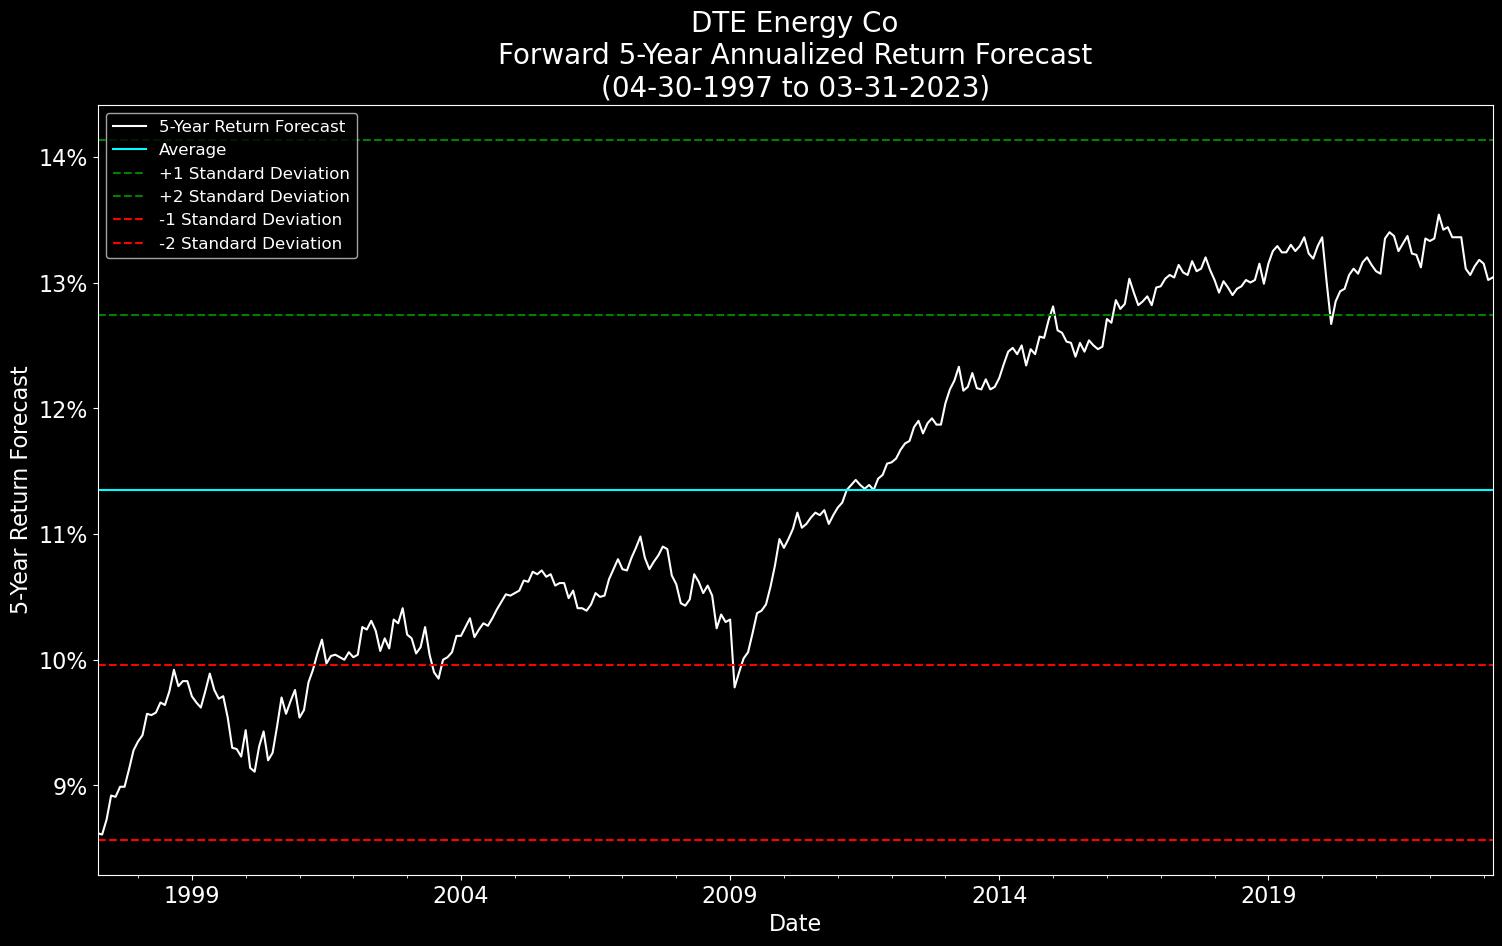 DTE Energy Co
Forward 5-Year Annualized Return Forecast
(04-30-1997 to 03-31-2023)
5-Year Return Forecast
Average
+1 Standard Deviation
+2 Standard Deviation
-1 Standard Deviation
-2 Standard Deviation
14%
13%
12%
11%
10%
9%
5-Year Return Forecast
1999
2004
2009
2014
2019
Date